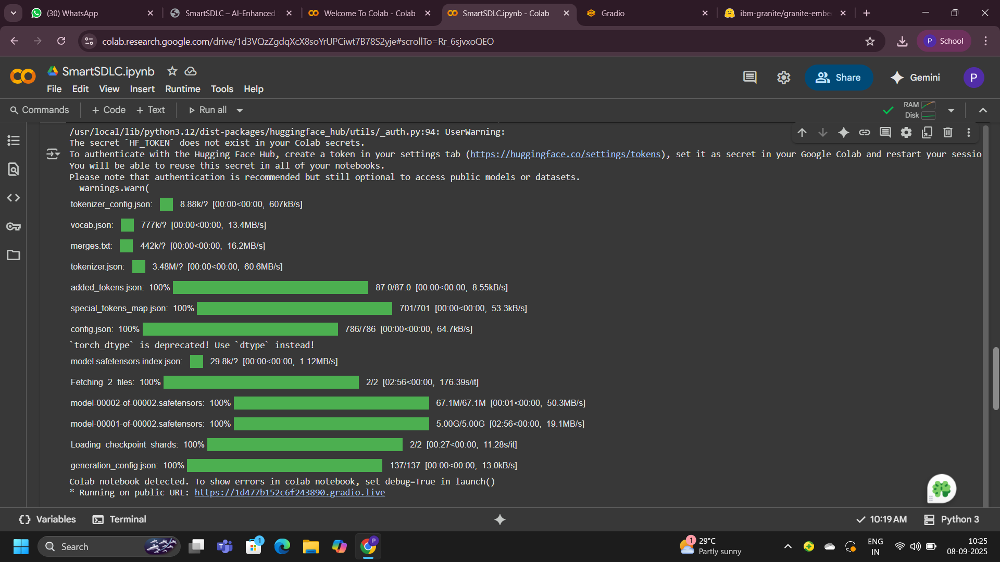 (30) WhatsApp
SmartSDLC – AI-Enhanced
Welcome To Colab - Colab
SmartSDLC.ipynb - Colab
Gradio
ibm-granite/granite-embe
colab.research.google.com/drive/1d3VQzZgdqXcX8soYrUPCiwt7B78S2yje#scrollTo=Rr_6sjvxoQEO
P School
SmartSDLC.ipynb
File Edit View Insert Runtime Tools Help
Share
Gemini
P
Commands + Code + Text Run all
RAM
Disk
/usr/local/lib/python3.12/dist-packages/huggingface_hub/utils/_auth.py:94: UserWarning:
The secret `HF_TOKEN` does not exist in your Colab secrets.
To authenticate with the Hugging Face Hub, create a token in your settings tab (https://huggingface.co/settings/tokens), set it as secret in your Google Colab and restart your sessio
You will be able to reuse this secret in all of your notebooks.
Please note that authentication is recommended but still optional to access public models or datasets.
warnings.warn(
tokenizer_config.json: 8.88k/? [00:00<00:00, 607kB/s]
vocab.json: 777k/? [00:00<00:00, 13.4MB/s]
merges.txt: 442k/? [00:00<00:00, 16.2MB/s]
tokenizer.json: 3.48M/? [00:00<00:00, 60.6MB/s]
added_tokens.json: 100% 87.0/87.0 [00:00<00:00, 8.55kB/s]
special_tokens_map.json: 100% 701/701 [00:00<00:00, 53.3kB/s]
config.json: 100% 786/786 [00:00<00:00, 64.7kB/s]
`torch_dtype` is deprecated! Use `dtype` instead!
model.safetensors.index.json: 29.8k/? [00:00<00:00, 1.12MB/s]
Fetching 2 files: 100% 2/2 [02:56<00:00, 176.39s/it]
model-00002-of-00002.safetensors: 100% 67.1M/67.1M [00:01<00:00, 50.3MB/s]
model-00001-of-00002.safetensors: 100% 5.00G/5.00G [02:56<00:00, 19.1MB/s]
Loading checkpoint shards: 100% 2/2 [00:27<00:00, 11.28s/it]
generation_config.json: 100% 137/137 [00:00<00:00, 13.0kB/s]
Colab notebook detected. To show errors in colab notebook, set debug=True in launch()
* Running on public URL: https://1d477b152c6f243890.gradio.live
Variables
Terminal
10:19 AM
Python 3
Search
1
P
1
29°C
Partly sunny
ENG
IN
10:25
08-09-2025